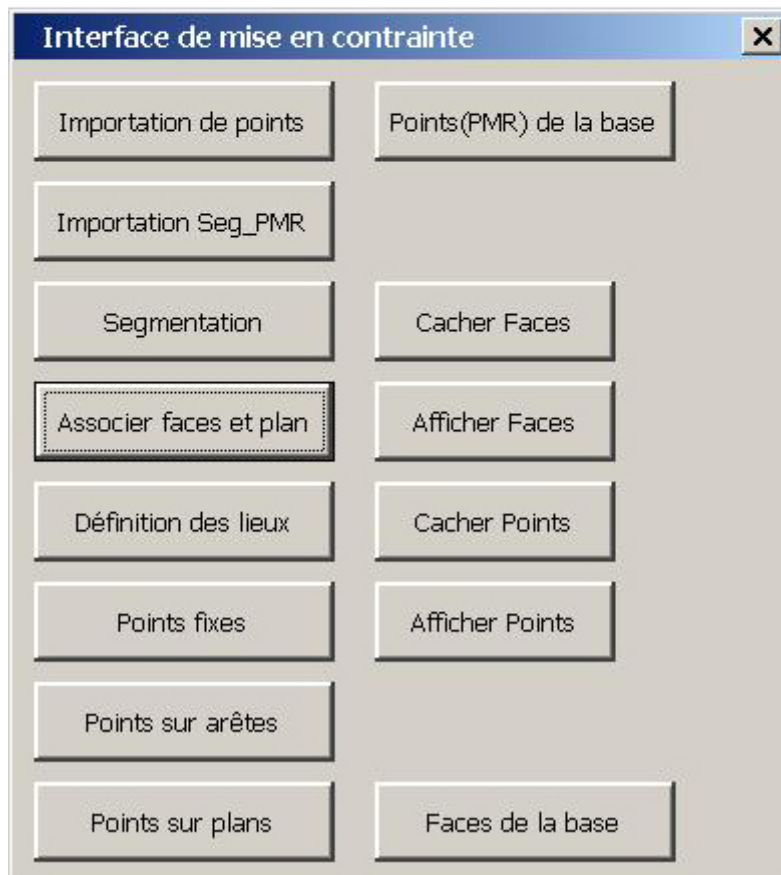 Interface de mise en contrainte
Importation de points
Points(PMR) de la base
Importation Seg_PMR
Segmentation
Cacher Faces
Associer faces et plan
Afficher Faces
Définition des lieux
Cacher Points
Points fixes
Afficher Points
Points sur arêtes
Points sur plans
Faces de la base